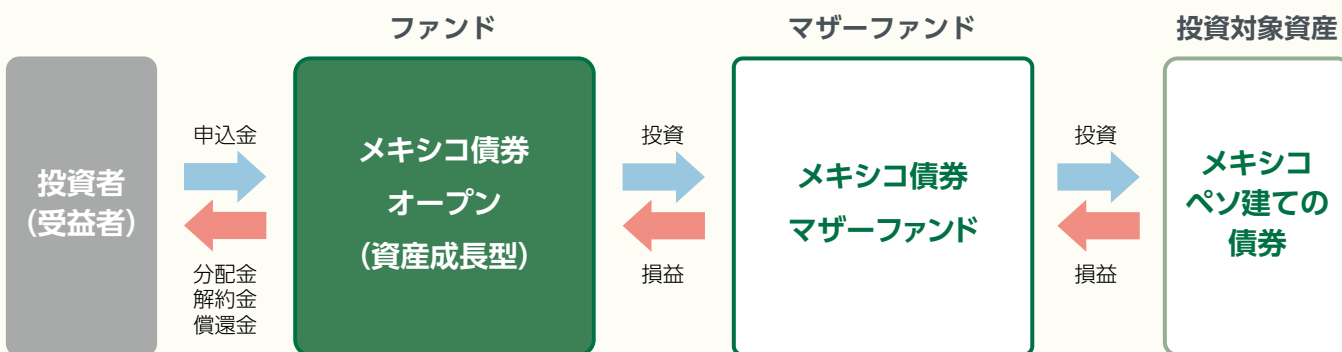 ファンド
マザーファンド
投資対象資産
投資者
(受益者)
申込金
分配金
解約金
償還金
メキシコ債券
オープン
(資産成長型)
投資
損益
メキシコ債券
マザーファンド
投資
損益
メキシコ
ペソ建ての
債券